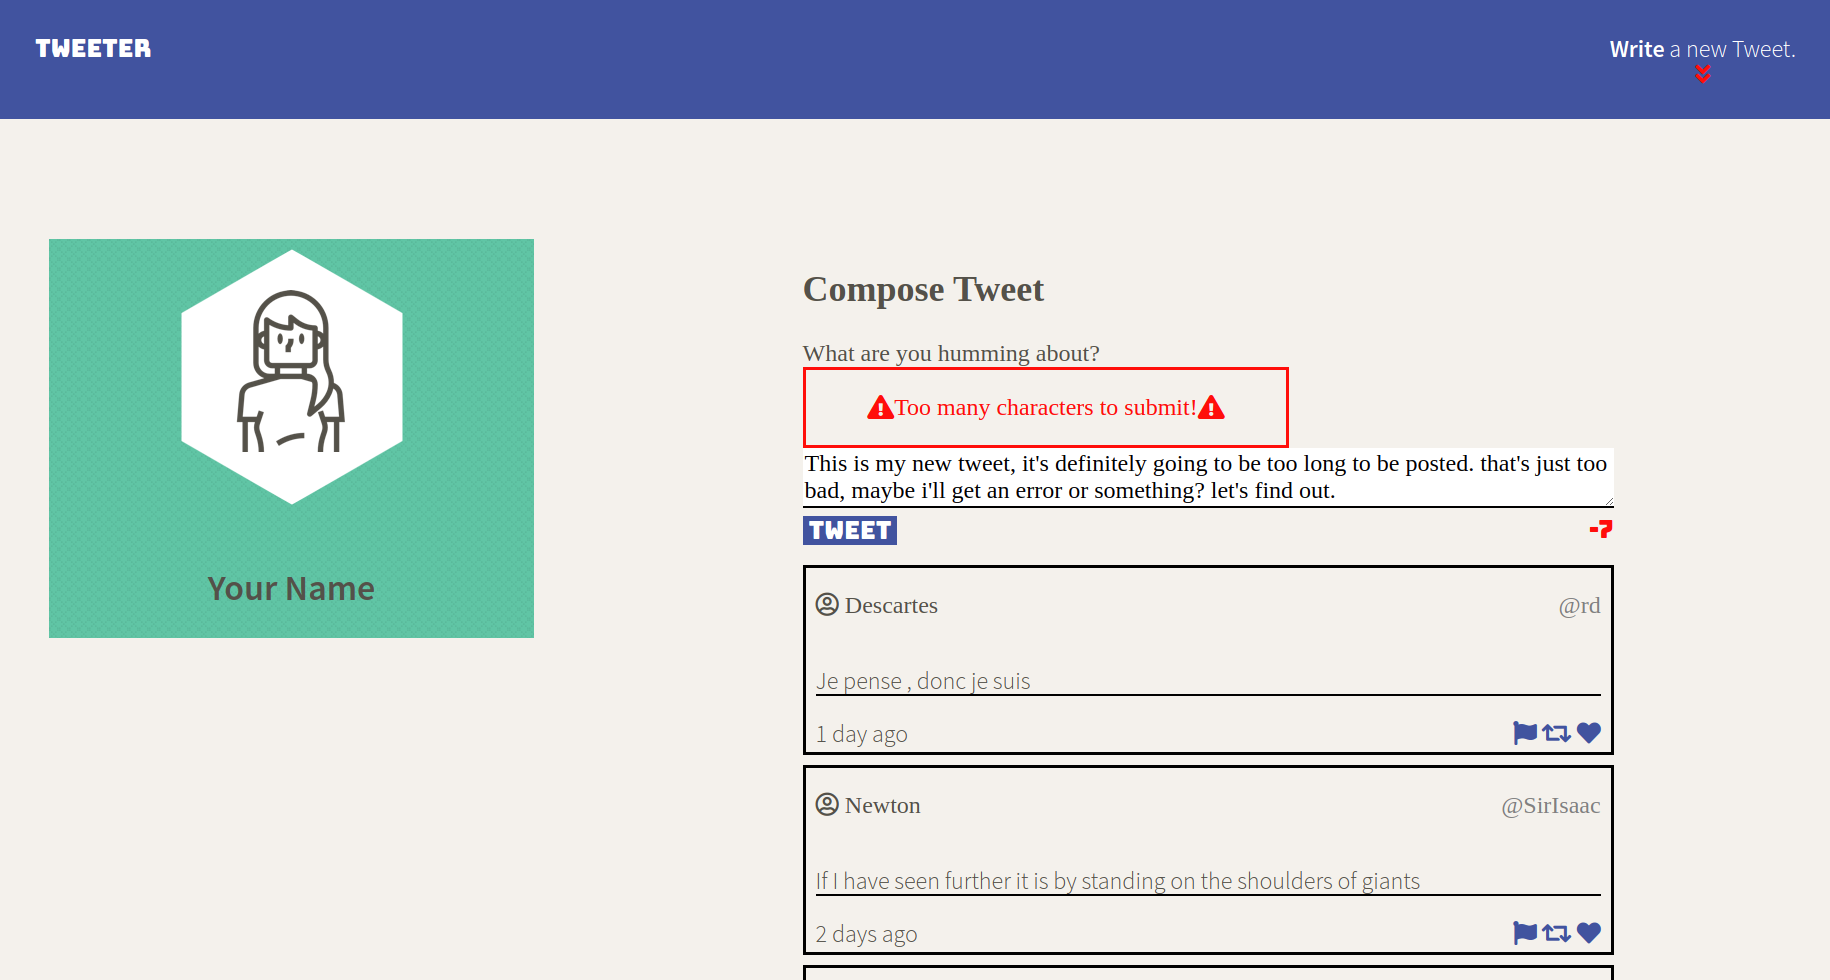 TWEETER
Write a new Tweet.
Your Name
Compose Tweet
What are you humming about?
Too many characters to submit!
This is my new tweet, it's definitely going to be too long to be posted. that's just too
bad, maybe i'll get an error or something? let's find out.
TWEET
-7
Descartes
@rd
Je pense , donc je suis
1 day ago
Newton
@SirIsaac
If I have seen further it is by standing on the shoulders of giants
2 days ago